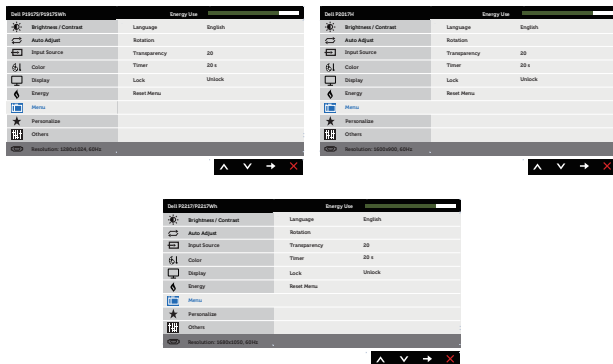 Dell P1917S/P1917SWh Energy Use
Brightness / Contrast Language English
Auto Adjust Rotation
Input Source Transparency 20
Color Timer 20 s
Display Lock Unlock
Energy Reset Menu
Menu
Personalize
Others
Resolution: 1280x1024, 60Hz
Dell P2017H Energy Use
Brightness / Contrast Language English
Auto Adjust Rotation
Input Source Transparency 20
Color Timer 20 s
Display Lock Unlock
Energy Reset Menu
Menu
Personalize
Others
Resolution: 1600x900, 60Hz
Dell P2217/P2217Wh Energy Use
Brightness / Contrast Language English
Auto Adjust Rotation
Input Source Transparency 20
Color Timer 20 s
Display Lock Unlock
Energy Reset Menu
Menu
Personalize
Others
Resolution: 1680x1050, 60Hz